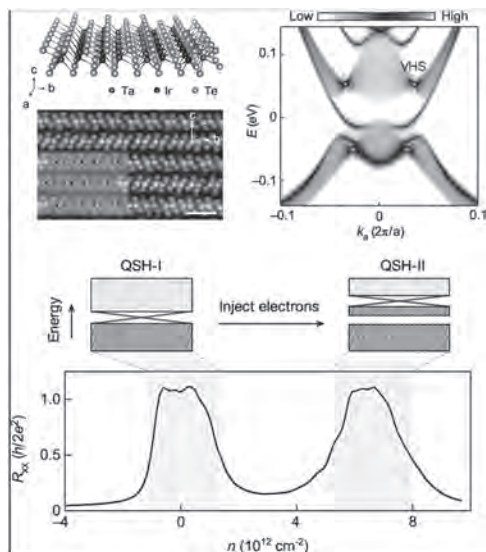 Low High
c
b
a
Ta Ir Te
c
b
E (eV)
0.1
0
−0.1
VHS
−0.1 0 0.1
kₐ (2π/a)
QSH-I QSH-II
Energy
Inject electrons
Rₓₓ (h/2e²)
1.0
0.5
0
−4 0 4 8
n (10¹² cm⁻²)